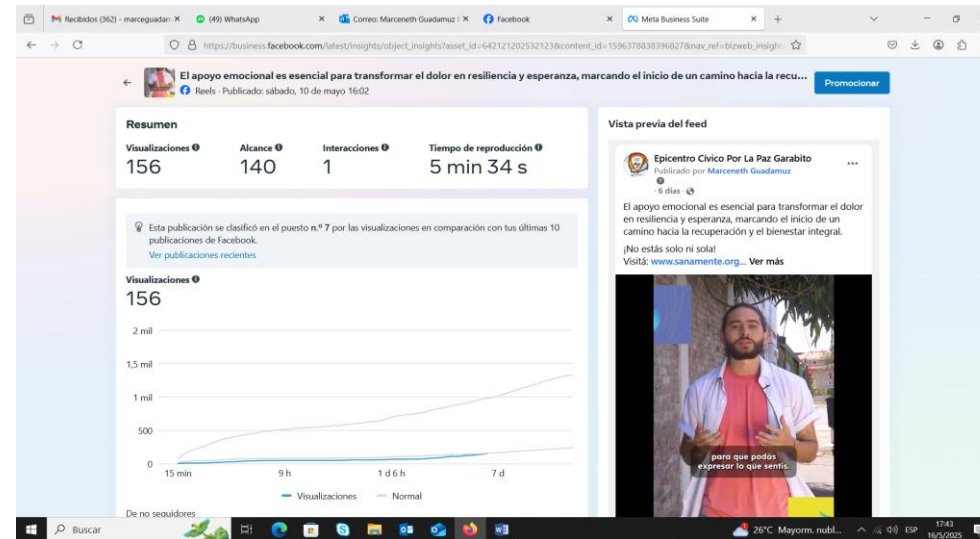 Recibidos (362) - marceguadam
(49) WhatsApp
Correo: Marceneth Guadamuz F
Facebook
Meta Business Suite
https://business.facebook.com/latest/insights/object_insights?asset_id=642121202532123&content_id=1596378838396827&nav_ref=bizweb_insigh
El apoyo emocional es esencial para transformar el dolor en resiliencia y esperanza, marcando el inicio de un camino hacia la recu...
Reels · Publicado: sábado, 10 de mayo 16:02
Promocionar
Resumen
Visualizaciones Alcance Interacciones Tiempo de reproducción
156 140 1 5 min 34 s
Esta publicación se clasificó en el puesto n.º 7 por las visualizaciones en comparación con tus últimas 10
publicaciones de Facebook.
Ver publicaciones recientes
Visualizaciones
156
2 mil
1,5 mil
1 mil
500
0
15 min 9 h 1 d 6 h 7 d
Visualizaciones Normal
De no seguidores
Vista previa del feed
Epicentro Cívico Por La Paz Garabito
Publicado por Marceneth Guadamuz
· 6 días ·
El apoyo emocional es esencial para transformar el dolor
en resiliencia y esperanza, marcando el inicio de un
camino hacia la recuperación y el bienestar integral.
¡No estás solo ni sola!
Visitá: www.sanamente.org... Ver más
para que podás
expresar lo que sentís.
Buscar
26°C Mayorm. nubl...
ESP
17:43
16/5/2025